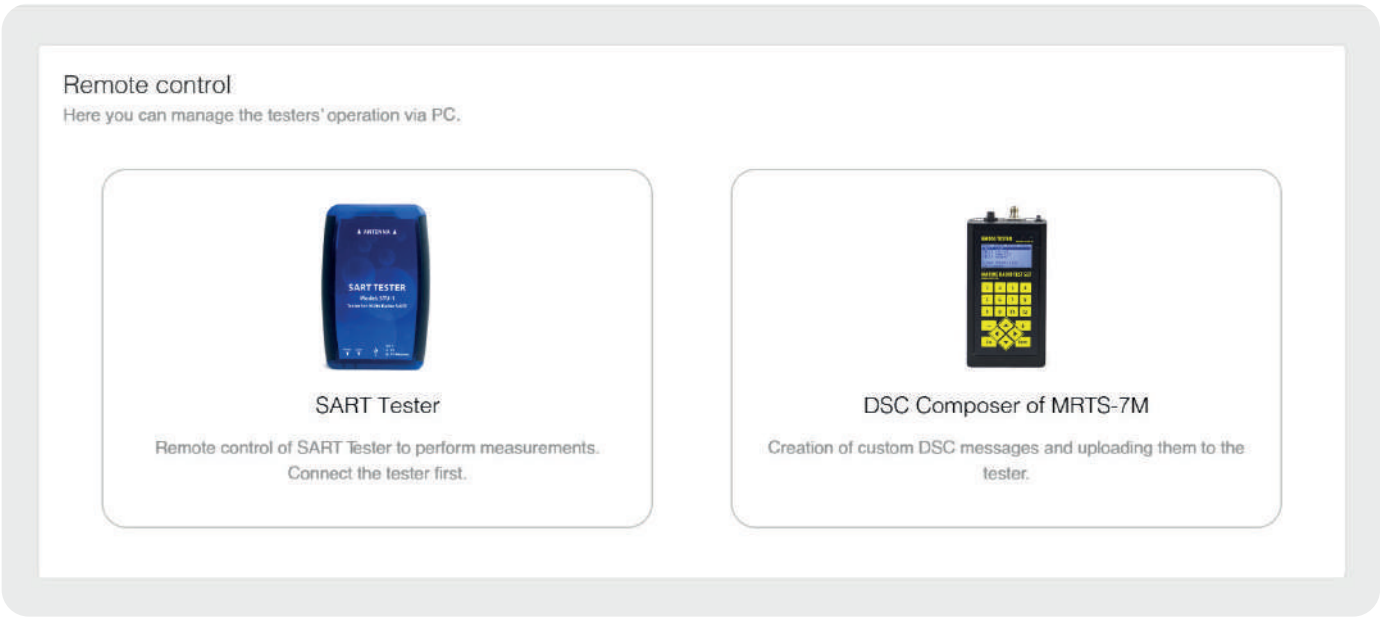 Remote control
Here you can manage the testers' operation via PC.
ANTENNA
SART TESTER
SART Tester
DSC Composer of MRTS-7M
Remote control of SART Tester to perform measurements.
Connect the tester first.
Creation of custom DSC messages and uploading them to the
tester.